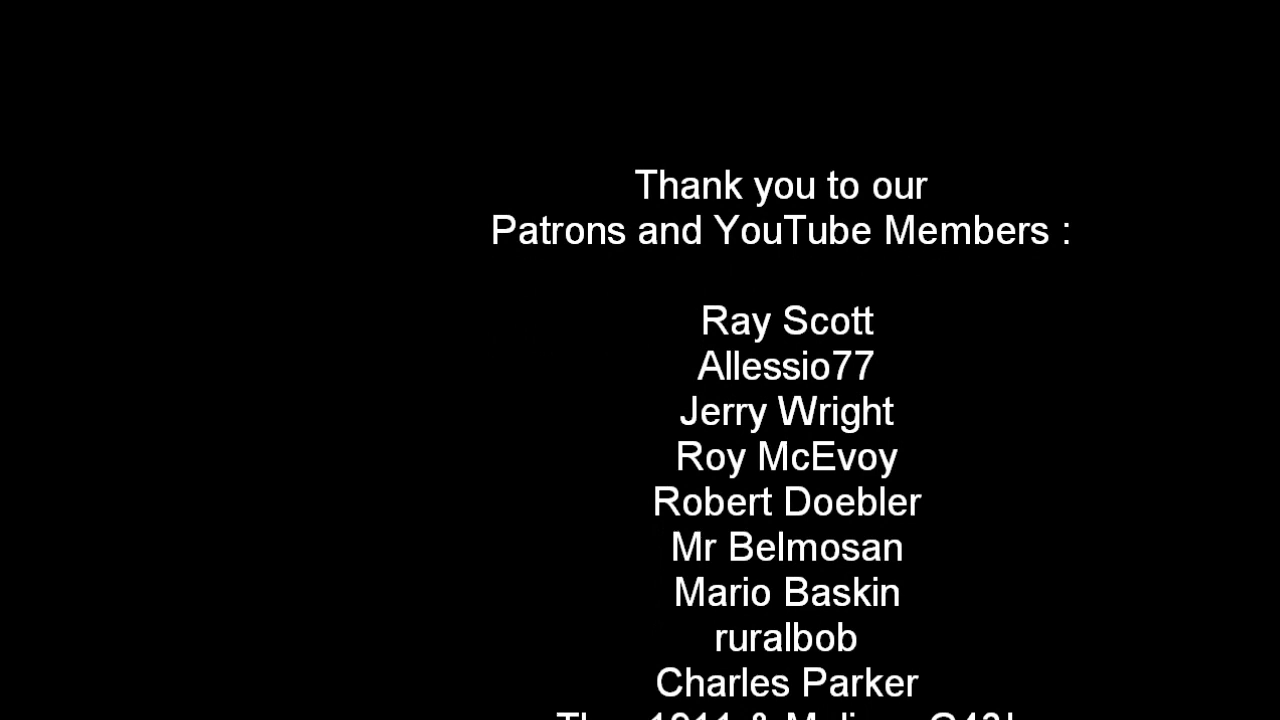 Thank you to our
Patrons and YouTube Members :
Ray Scott
Allessio77
Jerry Wright
Roy McEvoy
Robert Doebler
Mr Belmosan
Mario Baskin
ruralbob
Charles Parker